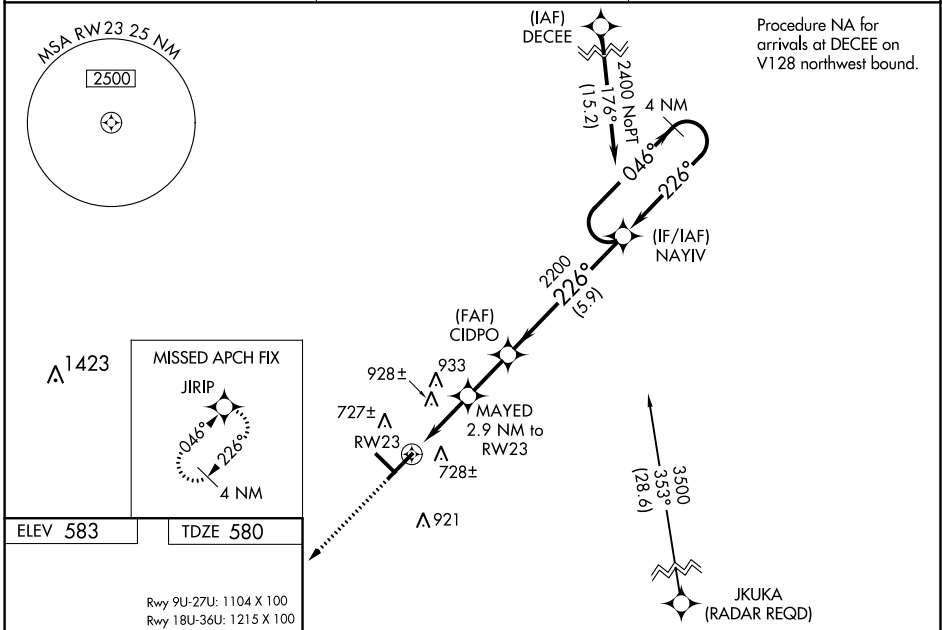 MSA RW23 25 NM
2500
(IAF)
DECEE
2400 NoPT
176°
(15.2)
Procedure NA for
arrivals at DECEE on
V128 northwest bound.
4 NM
046°
226°
(IF/IAF)
NAYIV
2200
226°
(5.9)
(FAF)
CIDPO
1423
MISSED APCH FIX
JIRIP
046°
226°
4 NM
933
928±
727±
RW23
MAYED
2.9 NM to
RW23
728±
921
3500
353°
(28.6)
JKUKA
(RADAR REQD)
ELEV 583
TDZE 580
Rwy 9U-27U: 1104 X 100
Rwy 18U-36U: 1215 X 100